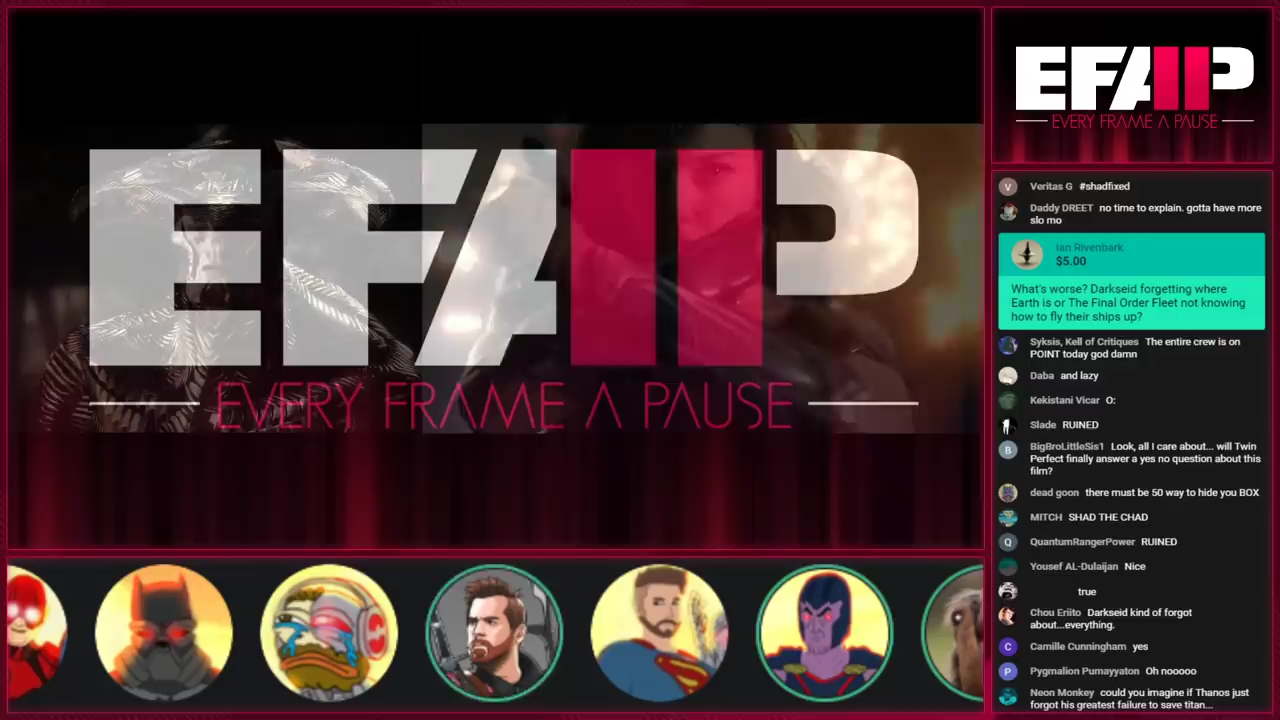 EFAP
EVERY FRAME A PAUSE
EFAP
EVERY FRAME A PAUSE
V Veritas G #shadfixed
Daddy DREET no time to explain. gotta have more
slo mo
Ian Rivenbark
$5.00
What's worse? Darkseid forgetting where
Earth is or The Final Order Fleet not knowing
how to fly their ships up?
Syksis, Kell of Critiques The entire crew is on
POINT today god damn
Daba and lazy
Kekistani Vicar O:
Slade RUINED
B BigBroLittleSis1 Look, all I care about... will Twin
Perfect finally answer a yes no question about this
film?
dead goon there must be 50 way to hide you BOX
MITCH SHAD THE CHAD
Q QuantumRangerPower RUINED
Yousef AL-Dulaijan Nice
true
Chou Eriito Darkseid kind of forgot
about...everything.
C Camille Cunningham yes
P Pygmalion Pumayyaton Oh nooooo
Neon Monkey could you imagine if Thanos just
forgot his greatest failure to save titan...